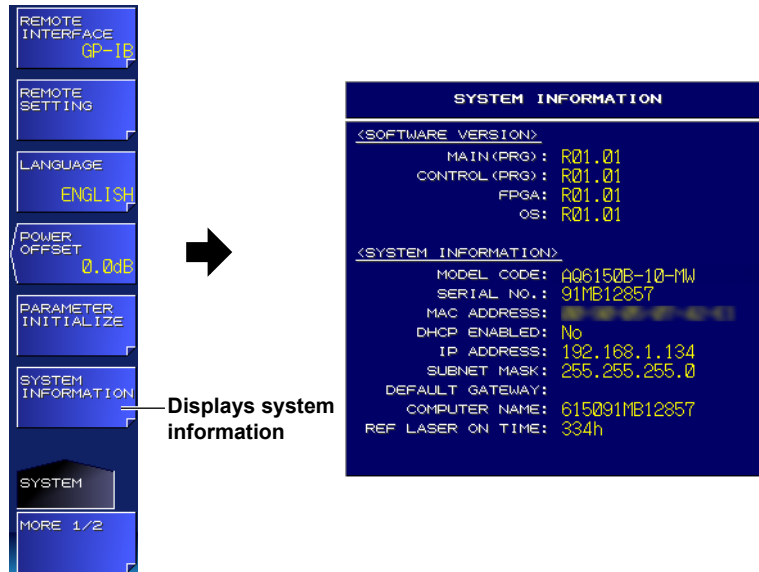 REMOTE
INTERFACE
GP-IB
REMOTE
SETTING
LANGUAGE
ENGLISH
POWER
OFFSET
0.0dB
PARAMETER
INITIALIZE
SYSTEM
INFORMATION
SYSTEM
MORE 1/2
Displays system
information
SYSTEM INFORMATION
<SOFTWARE VERSION>
MAIN(PRG): R01.01
CONTROL(PRG): R01.01
FPGA: R01.01
OS: R01.01
<SYSTEM INFORMATION>
MODEL CODE: AQ6150B-10-MW
SERIAL NO.: 91MB12857
MAC ADDRESS:
DHCP ENABLED: No
IP ADDRESS: 192.168.1.134
SUBNET MASK: 255.255.255.0
DEFAULT GATEWAY:
COMPUTER NAME: 615091MB12857
REF LASER ON TIME: 334h